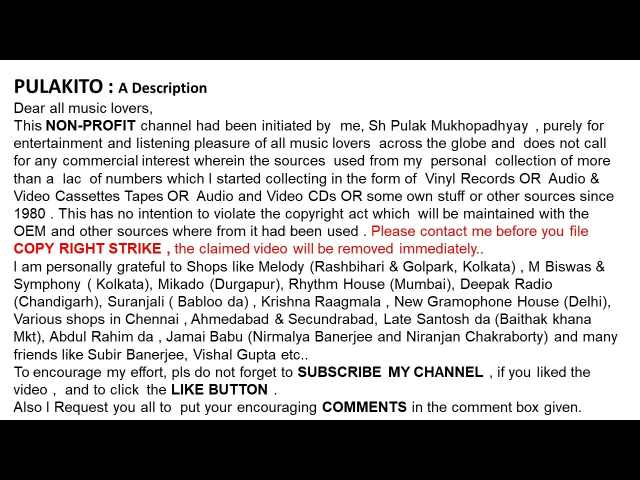 PULAKITO : A Description
Dear all music lovers,
This NON-PROFIT channel had been initiated by me, Sh Pulak Mukhopadhyay , purely for
entertainment and listening pleasure of all music lovers across the globe and does not call
for any commercial interest wherein the sources used from my personal collection of more
than a lac of numbers which I started collecting in the form of Vinyl Records OR Audio &
Video Cassettes Tapes OR Audio and Video CDs OR some own stuff or other sources since
1980 . This has no intention to violate the copyright act which will be maintained with the
OEM and other sources where from it had been used . Please contact me before you file
COPY RIGHT STRIKE , the claimed video will be removed immediately..
I am personally grateful to Shops like Melody (Rashbihari & Golpark, Kolkata) , M Biswas &
Symphony ( Kolkata), Mikado (Durgapur), Rhythm House (Mumbai), Deepak Radio
(Chandigarh), Suranjali ( Babloo da) , Krishna Raagmala , New Gramophone House (Delhi),
Various shops in Chennai , Ahmedabad & Secundrabad, Late Santosh da (Baithak khana
Mkt), Abdul Rahim da , Jamai Babu (Nirmalya Banerjee and Niranjan Chakraborty) and many
friends like Subir Banerjee, Vishal Gupta etc..
To encourage my effort, pls do not forget to SUBSCRIBE MY CHANNEL , if you liked the
video , and to click the LIKE BUTTON .
Also I Request you all to put your encouraging COMMENTS in the comment box given.